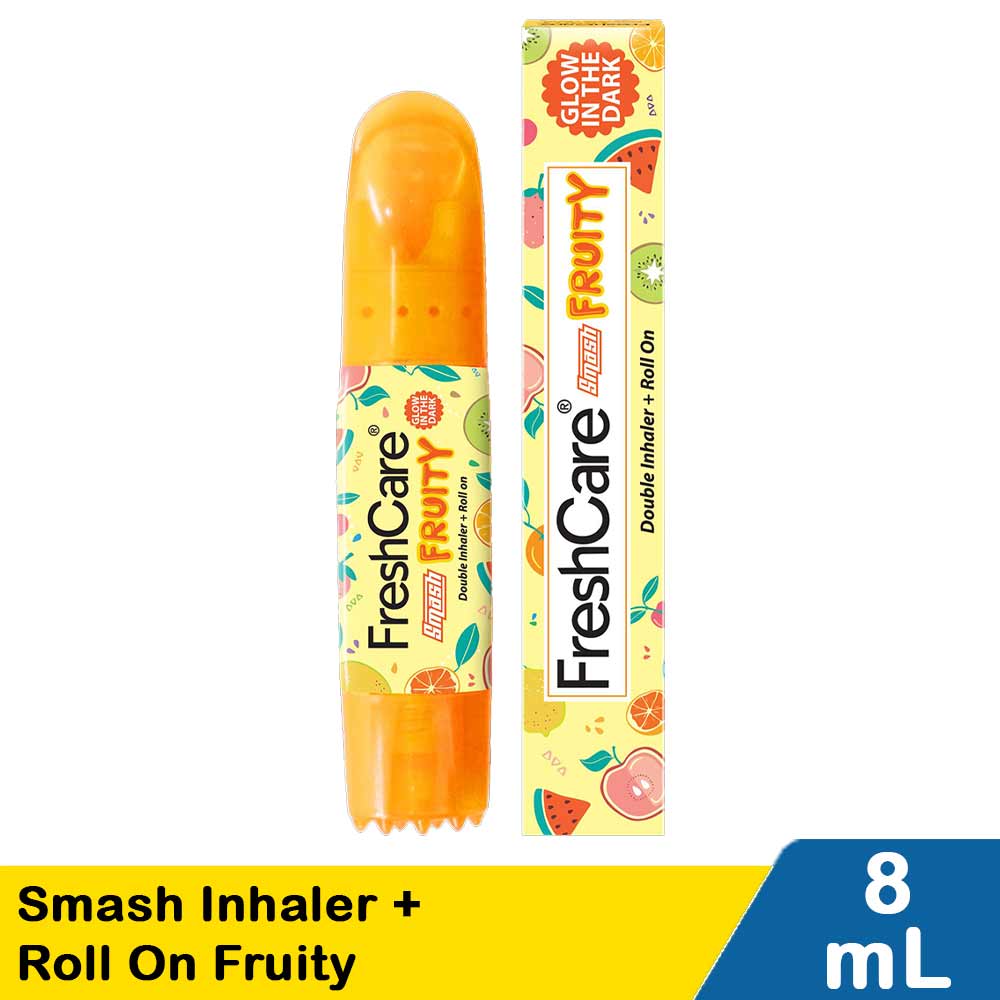 GLOW
IN THE
DARK
FreshCare®
Smash FRUITY
Double Inhaler + Roll on
GLOW
IN THE
DARK
FreshCare®
Smash FRUITY
Double Inhaler + Roll On
Smash Inhaler +
Roll On Fruity
8
mL